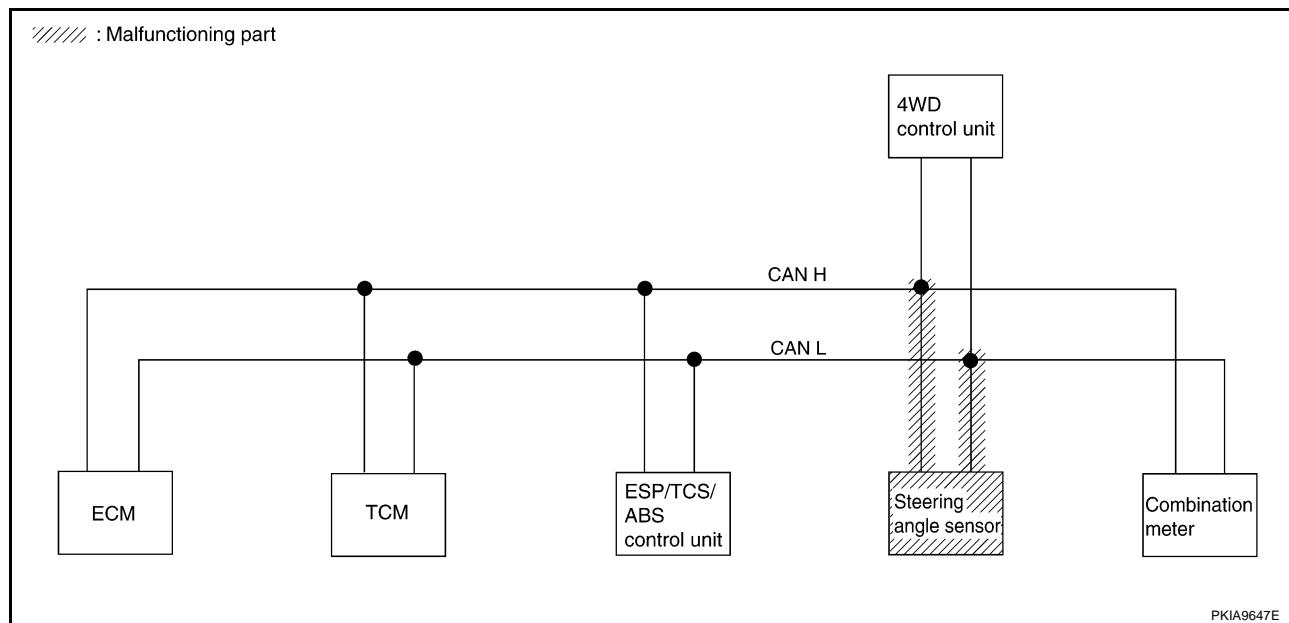 : Malfunctioning part
4WD
control unit
CAN H
CAN L
ECM
TCM
ESP/TCS/
ABS
control unit
Steering
angle sensor
Combination
meter
PKIA9647E